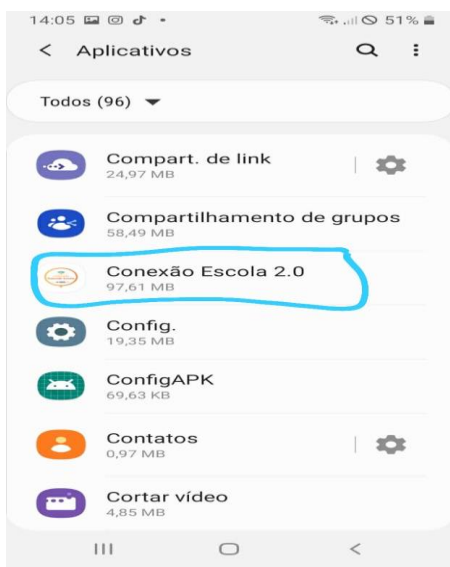 14:05
51%
Aplicativos
Todos (96)
Compart. de link
24,97 MB
Compartilhamento de grupos
58,49 MB
Conexão Escola 2.0
97,61 MB
Config.
19,35 MB
ConfigAPK
69,63 KB
Contatos
0,97 MB
Cortar vídeo
4,85 MB